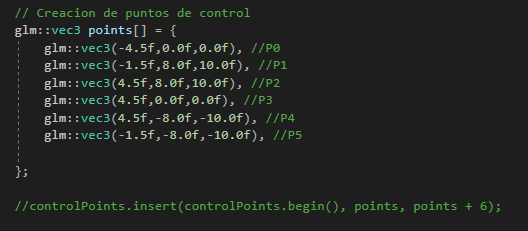 // Creacion de puntos de control
glm::vec3 points[] = {
glm::vec3(-4.5f,0.0f,0.0f), //P0
glm::vec3(-1.5f,8.0f,10.0f), //P1
glm::vec3(4.5f,8.0f,10.0f), //P2
glm::vec3(4.5f,0.0f,0.0f), //P3
glm::vec3(4.5f,-8.0f,-10.0f), //P4
glm::vec3(-1.5f,-8.0f,-10.0f), //P5
};
//controlPoints.insert(controlPoints.begin(), points, points + 6);